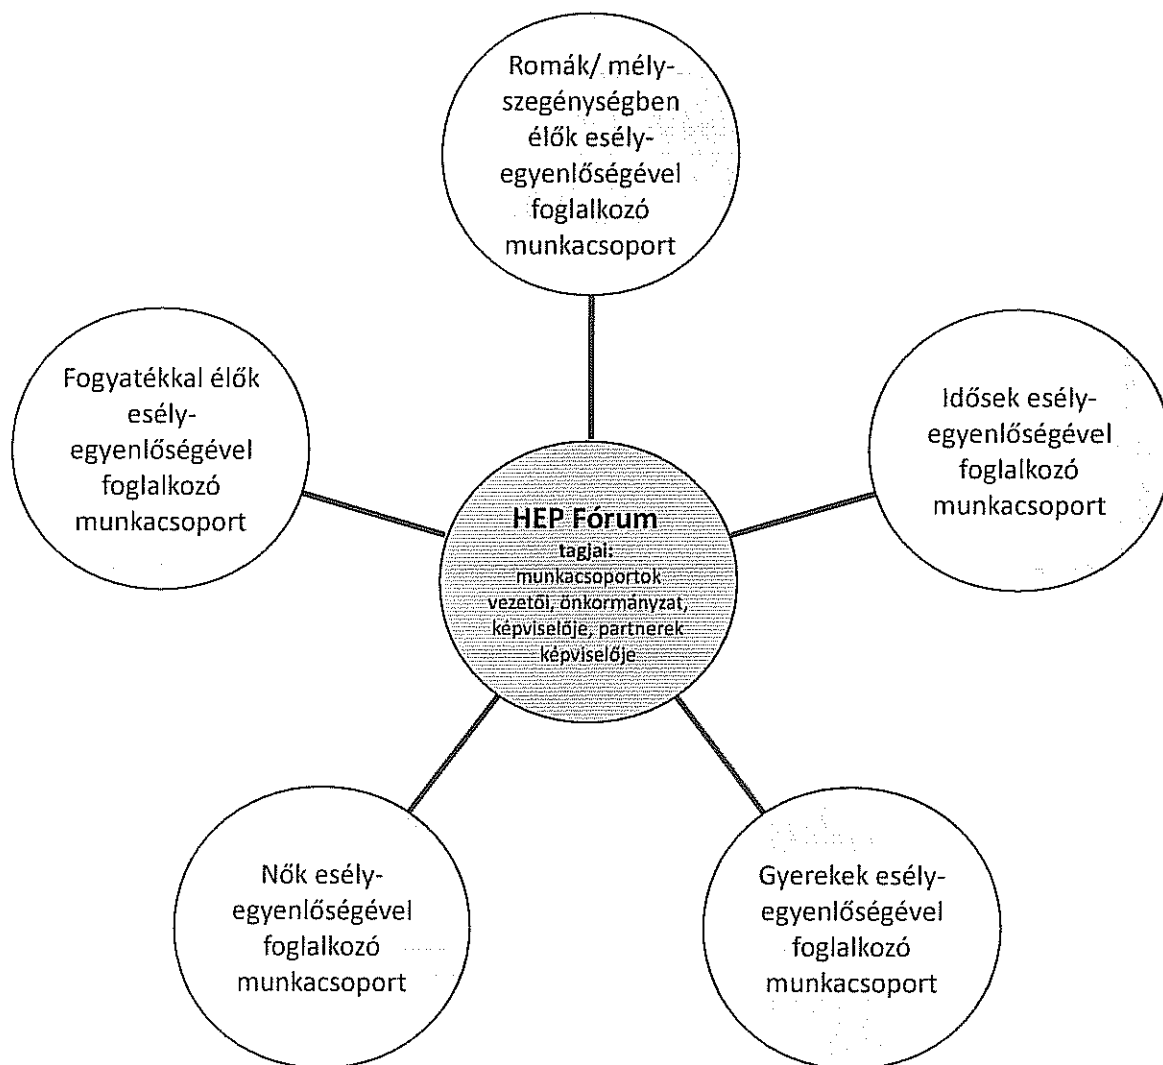 Romák/ mély-
szegénységben
élők esély-
egyenlőségével
foglalkozó
munkacsoport
Fogyatékkal élők
esély-
egyenlőségével
foglalkozó
munkacsoport
Idősek esély-
egyenlőségével
foglalkozó
munkacsoport
HEP Fórum
tagjai:
munkacsoportok
vezetői, önkormányzat,
képviselője, partnerek
képviselője
Nők esély-
egyenlőségével
foglalkozó
munkacsoport
Gyerekek esély-
egyenlőségével
foglalkozó
munkacsoport